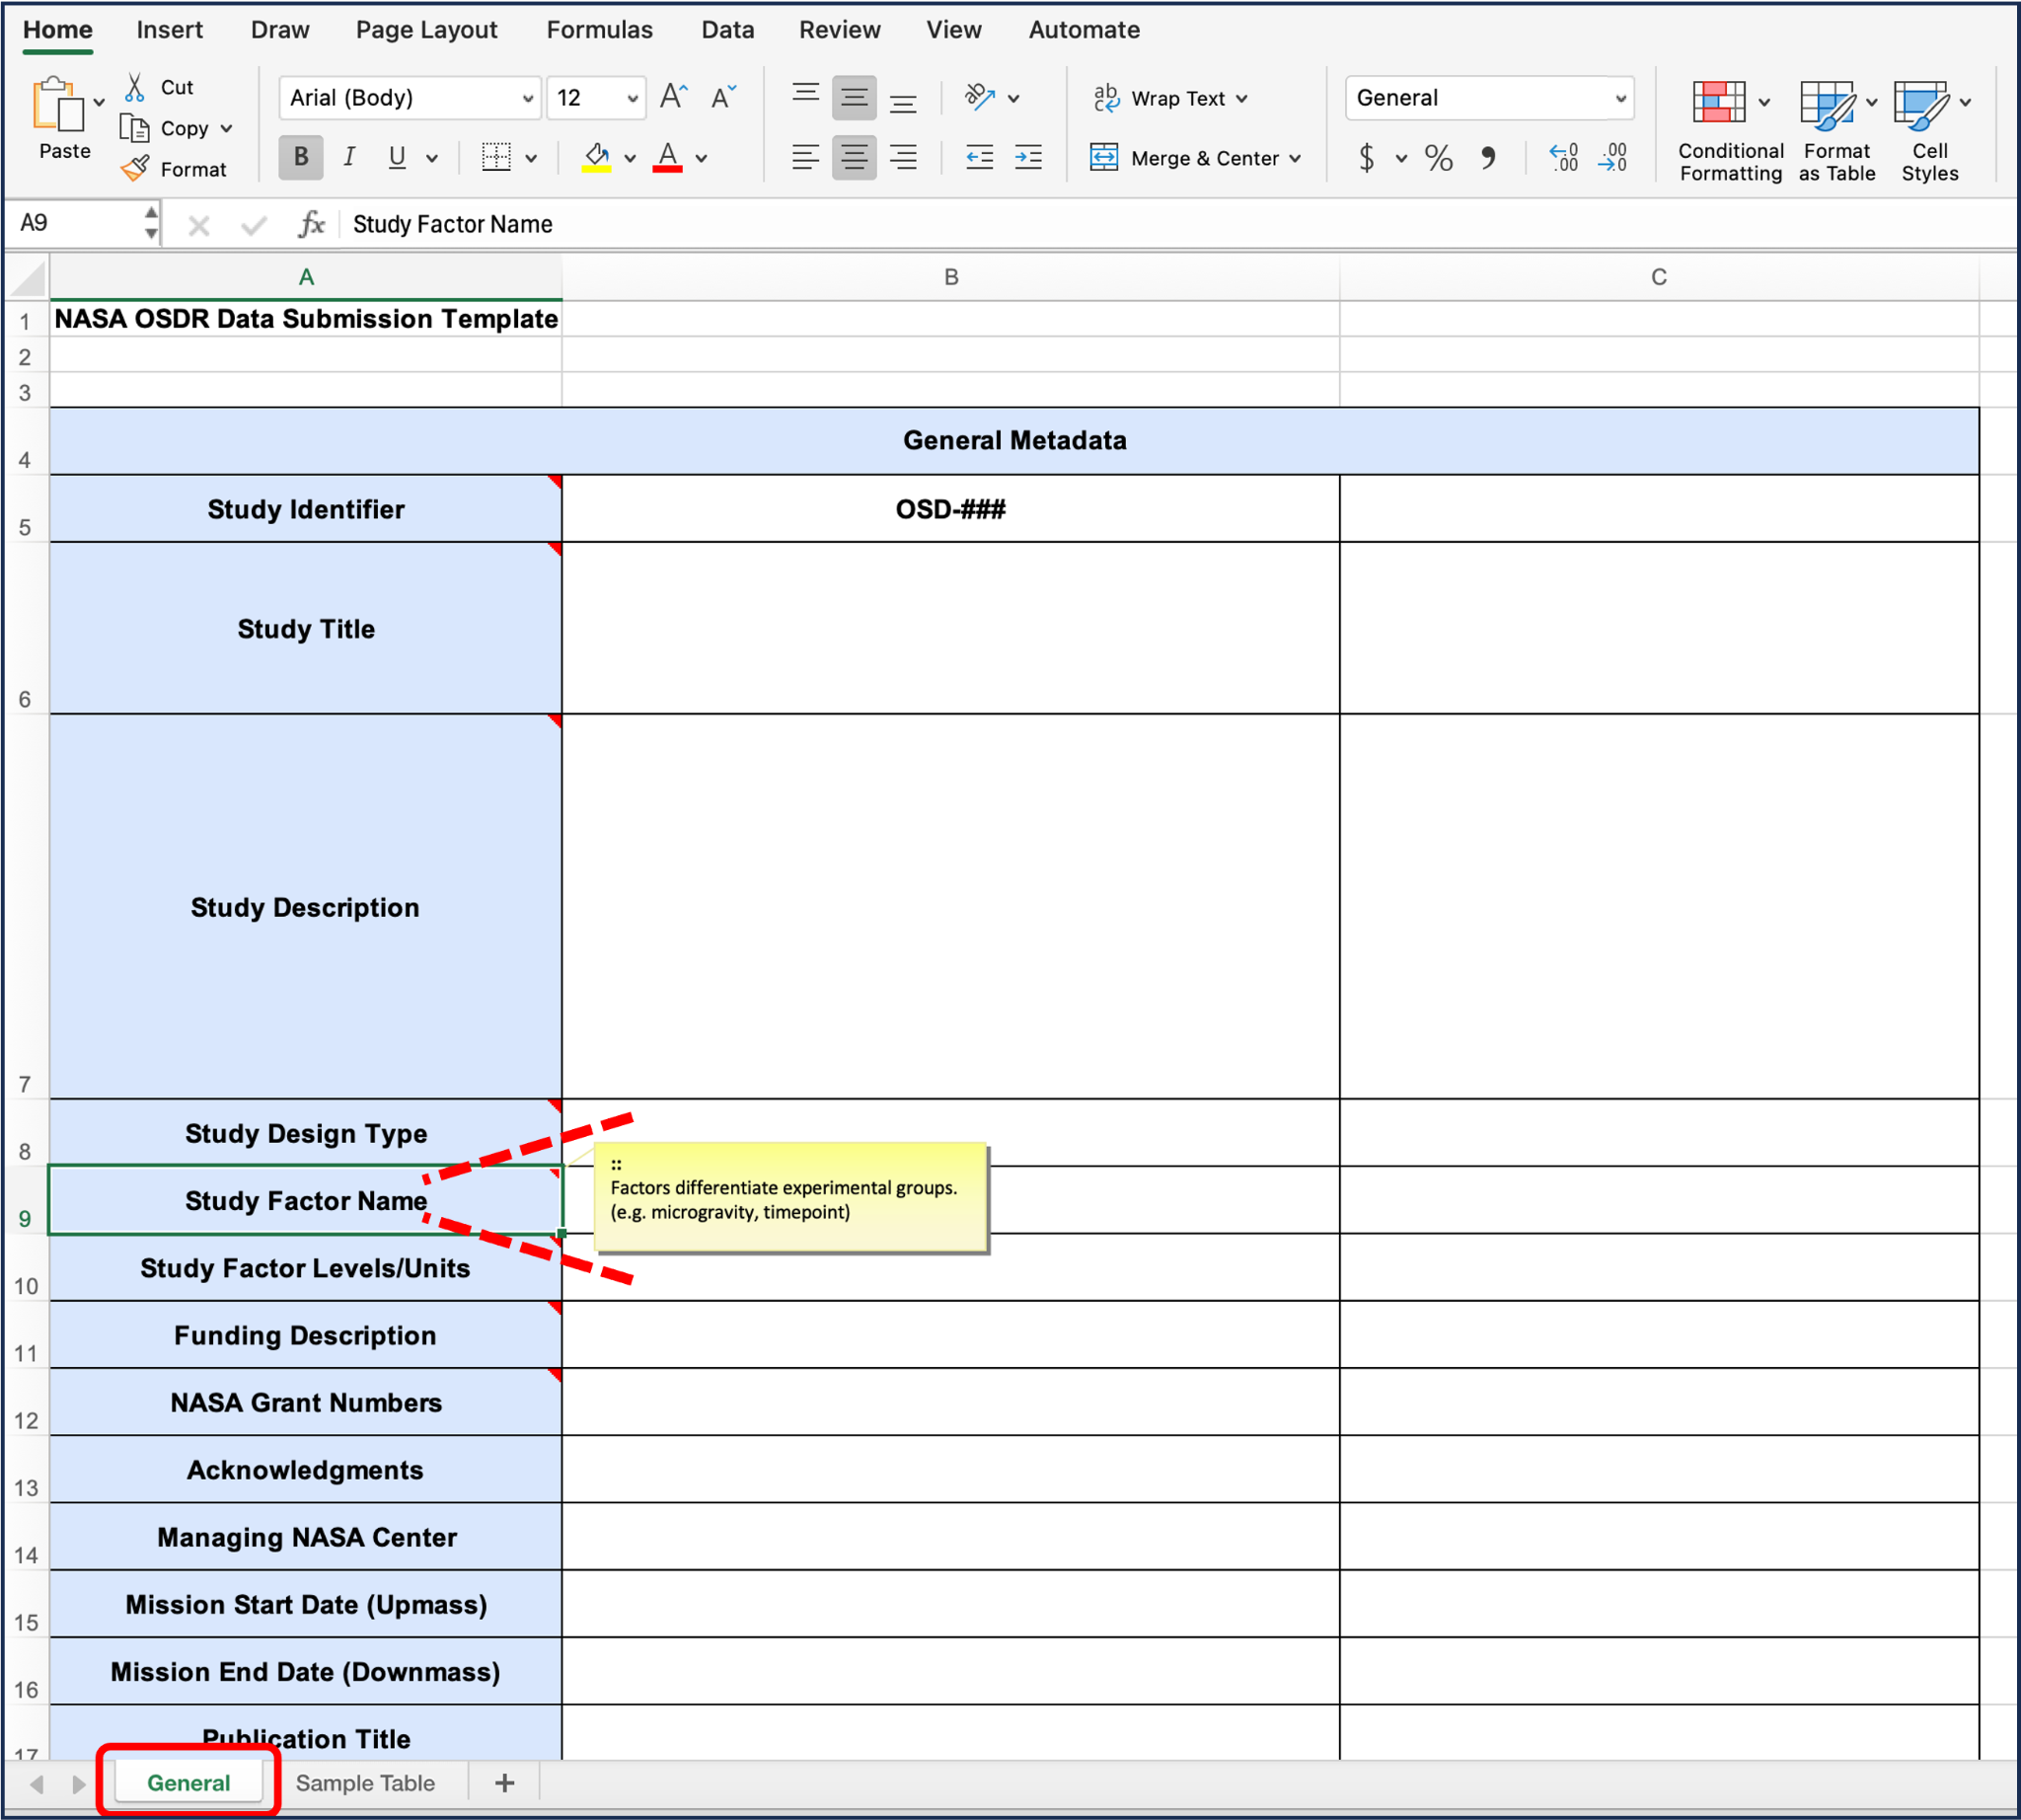 Home Insert Draw Page Layout Formulas Data Review View Automate
Paste
Cut
Copy
Format
Arial (Body) 12 A A
B I U A
ab Wrap Text
Merge & Center
General
$ % , .0 .00 .00 .0
Conditional Formatting
Format as Table
Cell Styles
A9 fx Study Factor Name
A B C
1 NASA OSDR Data Submission Template
2
3
4 General Metadata
5 Study Identifier OSD-###
6 Study Title
7 Study Description
8 Study Design Type
9 Study Factor Name
::
Factors differentiate experimental groups.
(e.g. microgravity, timepoint)
10 Study Factor Levels/Units
11 Funding Description
12 NASA Grant Numbers
13 Acknowledgments
14 Managing NASA Center
15 Mission Start Date (Upmass)
16 Mission End Date (Downmass)
17 Publication Title
General Sample Table +